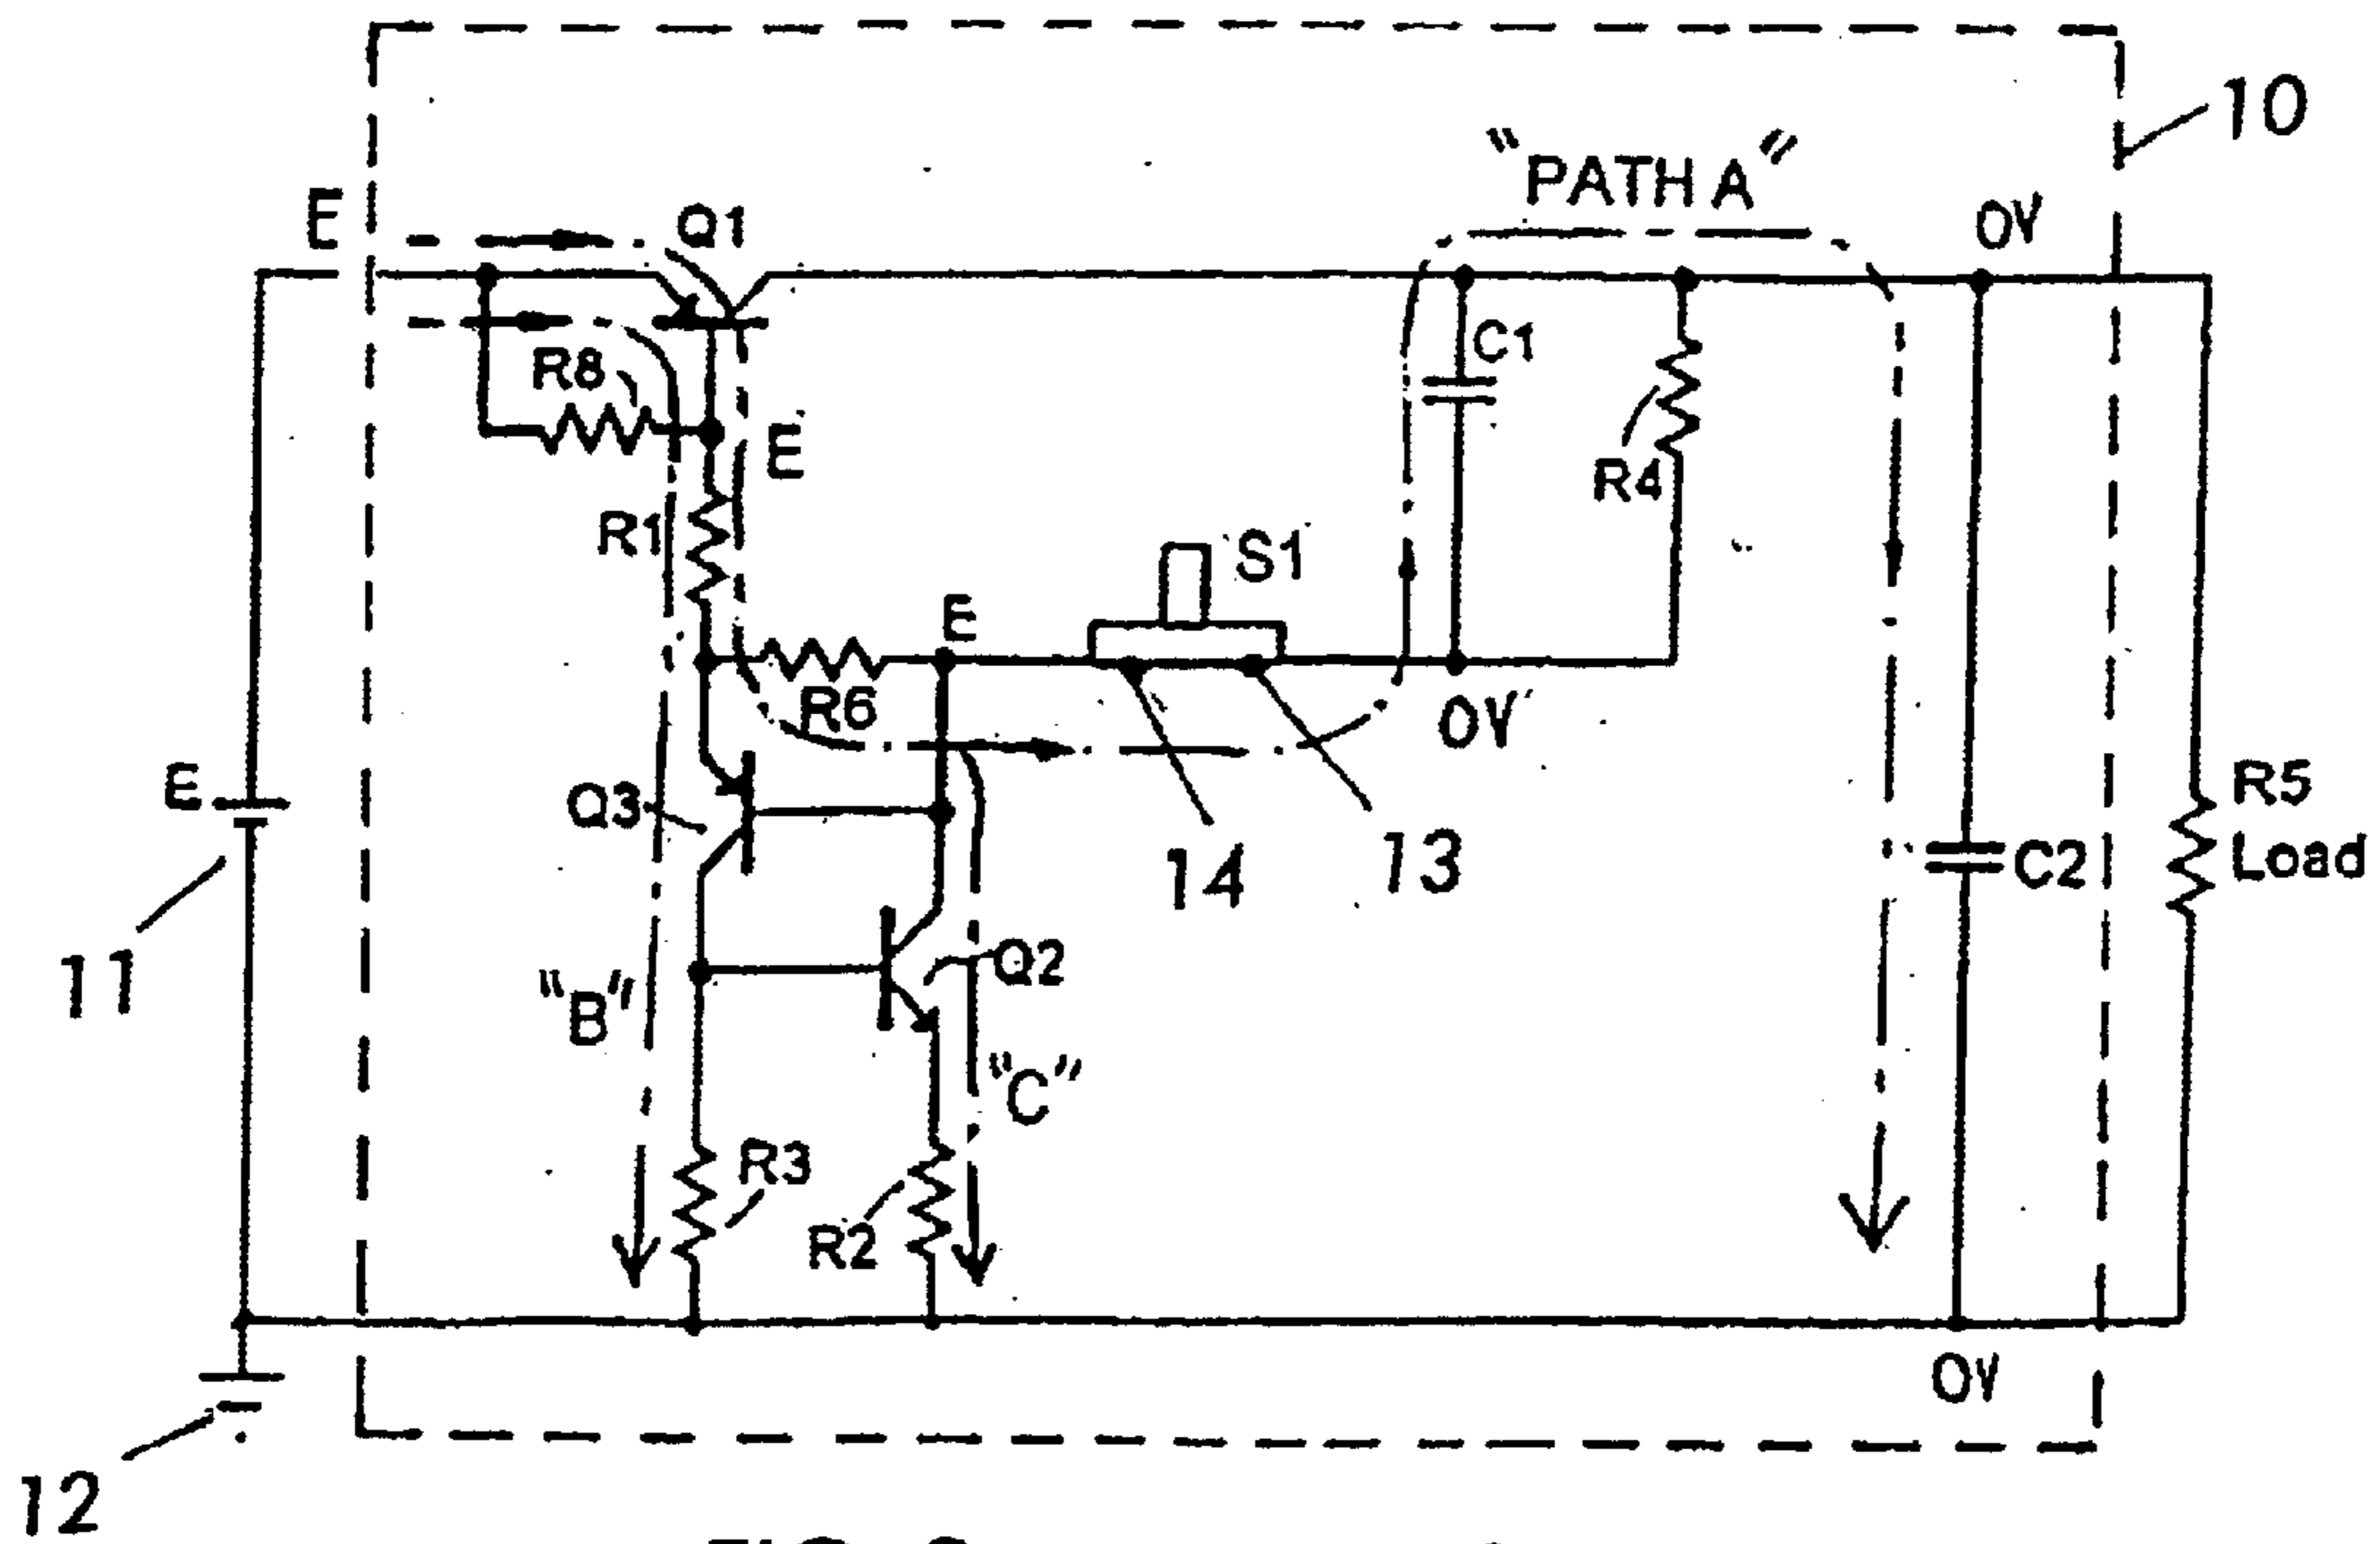 10
"PATH A"
E
Q1
0V
C1
R8
E
R4
R1
S1
E
R6
0V
E
Q3
R5
Load
14
13
C2
11
Q2
"B"
"C"
R3
R2
0V
12